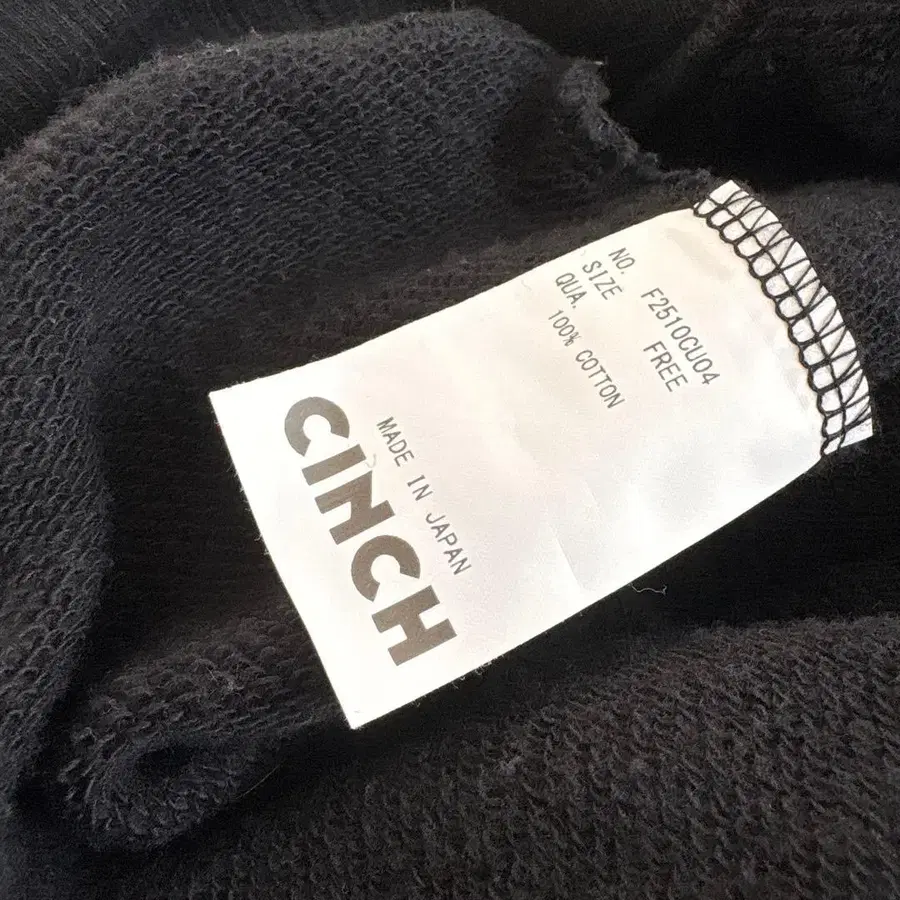 NO. F2510CU04
SIZE FREE
QUA. 100% COTTON
MADE IN JAPAN
CINCH